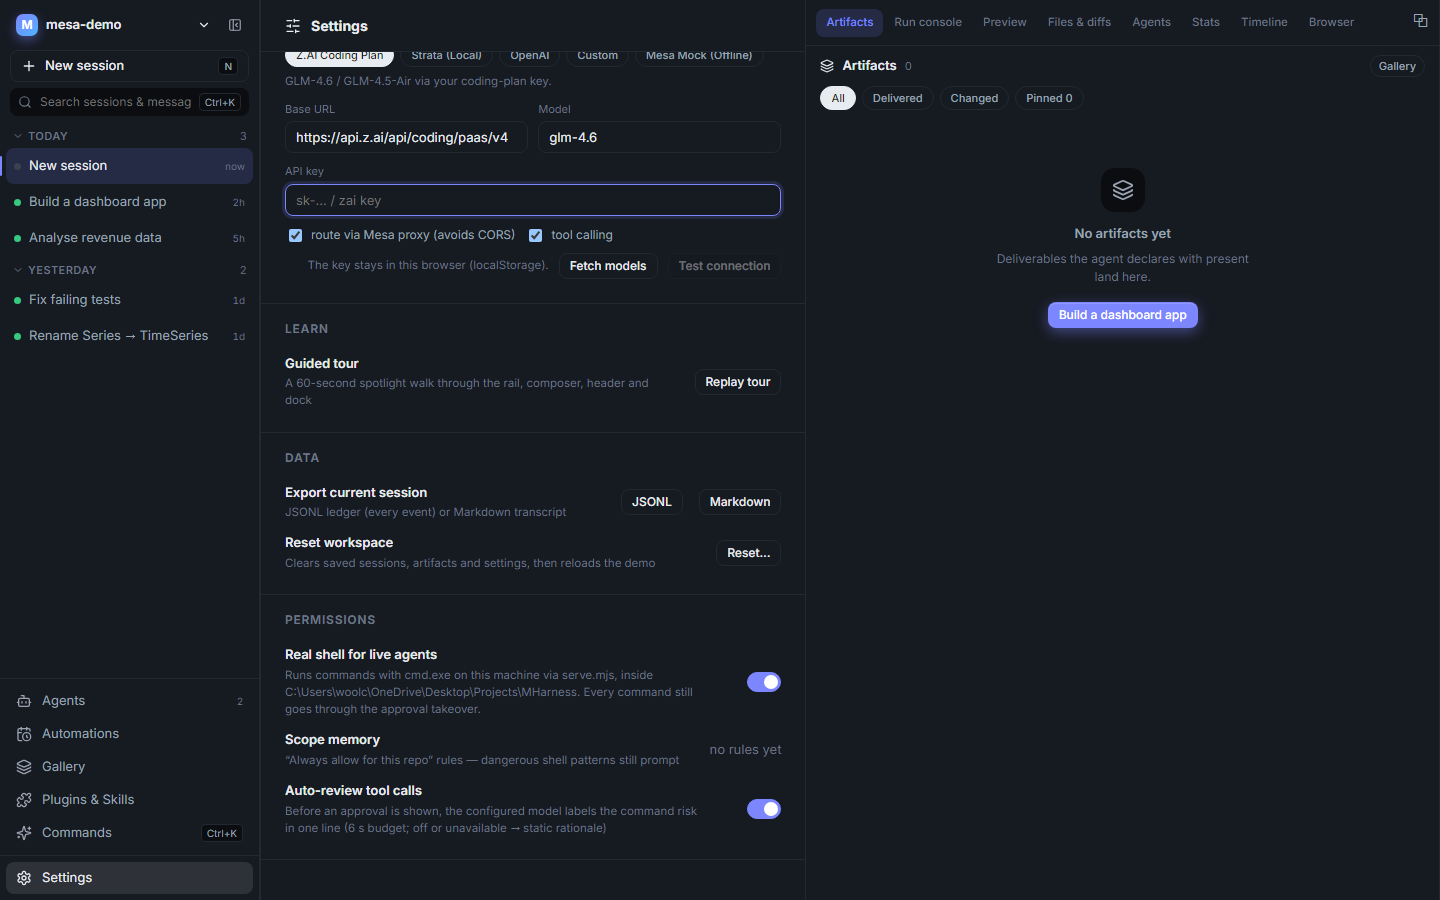 M mesa-demo
New session N
Search sessions & messag Ctrl+K
TODAY 3
New session now
Build a dashboard app 2h
Analyse revenue data 5h
YESTERDAY 2
Fix failing tests 1d
Rename Series → TimeSeries 1d
Agents 2
Automations
Gallery
Plugins & Skills
Commands Ctrl+K
Settings
Settings
Z.AI Coding Plan Strata (Local) OpenAI Custom Mesa Mock (Offline)
GLM-4.6 / GLM-4.5-Air via your coding-plan key.
Base URL Model
https://api.z.ai/api/coding/paas/v4 glm-4.6
API key
sk-... / zai key
route via Mesa proxy (avoids CORS) tool calling
The key stays in this browser (localStorage). Fetch models Test connection
LEARN
Guided tour
A 60-second spotlight walk through the rail, composer, header and
dock
Replay tour
DATA
Export current session
JSONL ledger (every event) or Markdown transcript
JSONL Markdown
Reset workspace
Clears saved sessions, artifacts and settings, then reloads the demo
Reset...
PERMISSIONS
Real shell for live agents
Runs commands with cmd.exe on this machine via serve.mjs, inside
C:\Users\woolc\OneDrive\Desktop\Projects\MHarness. Every command still
goes through the approval takeover.
Scope memory
“Always allow for this repo” rules — dangerous shell patterns still prompt
no rules yet
Auto-review tool calls
Before an approval is shown, the configured model labels the command risk
in one line (6 s budget; off or unavailable → static rationale)
Artifacts Run console Preview Files & diffs Agents Stats Timeline Browser
Artifacts 0 Gallery
All Delivered Changed Pinned 0
No artifacts yet
Deliverables the agent declares with present
land here.
Build a dashboard app